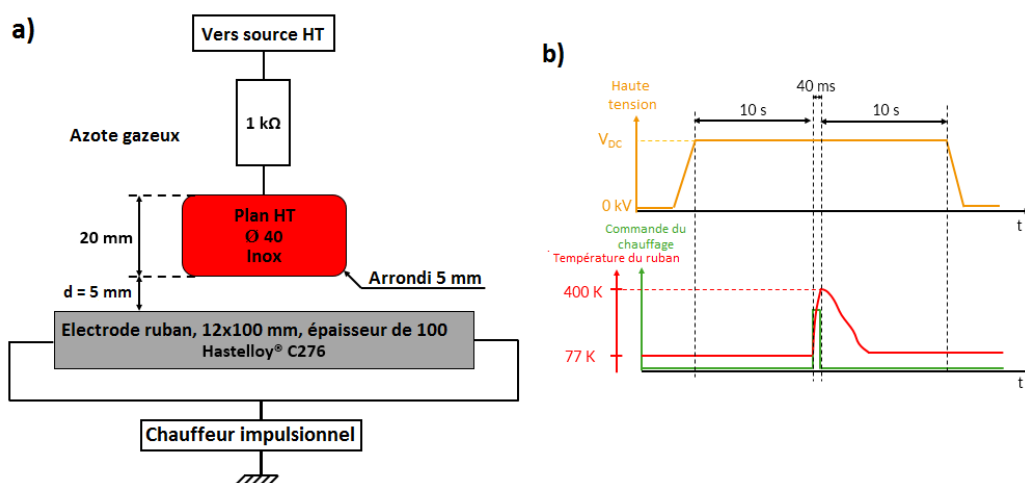 a)
Vers source HT
1 kΩ
Azote gazeux
Plan HT
Ø 40
Inox
20 mm
Arrondi 5 mm
d = 5 mm
Electrode ruban, 12x100 mm, épaisseur de 100
Hastelloy® C276
Chauffeur impulsionnel
b)
Haute
tension
40 ms
10 s
10 s
VDC
0 kV
t
Commande du
chauffage
Température du ruban
400 K
77 K
t